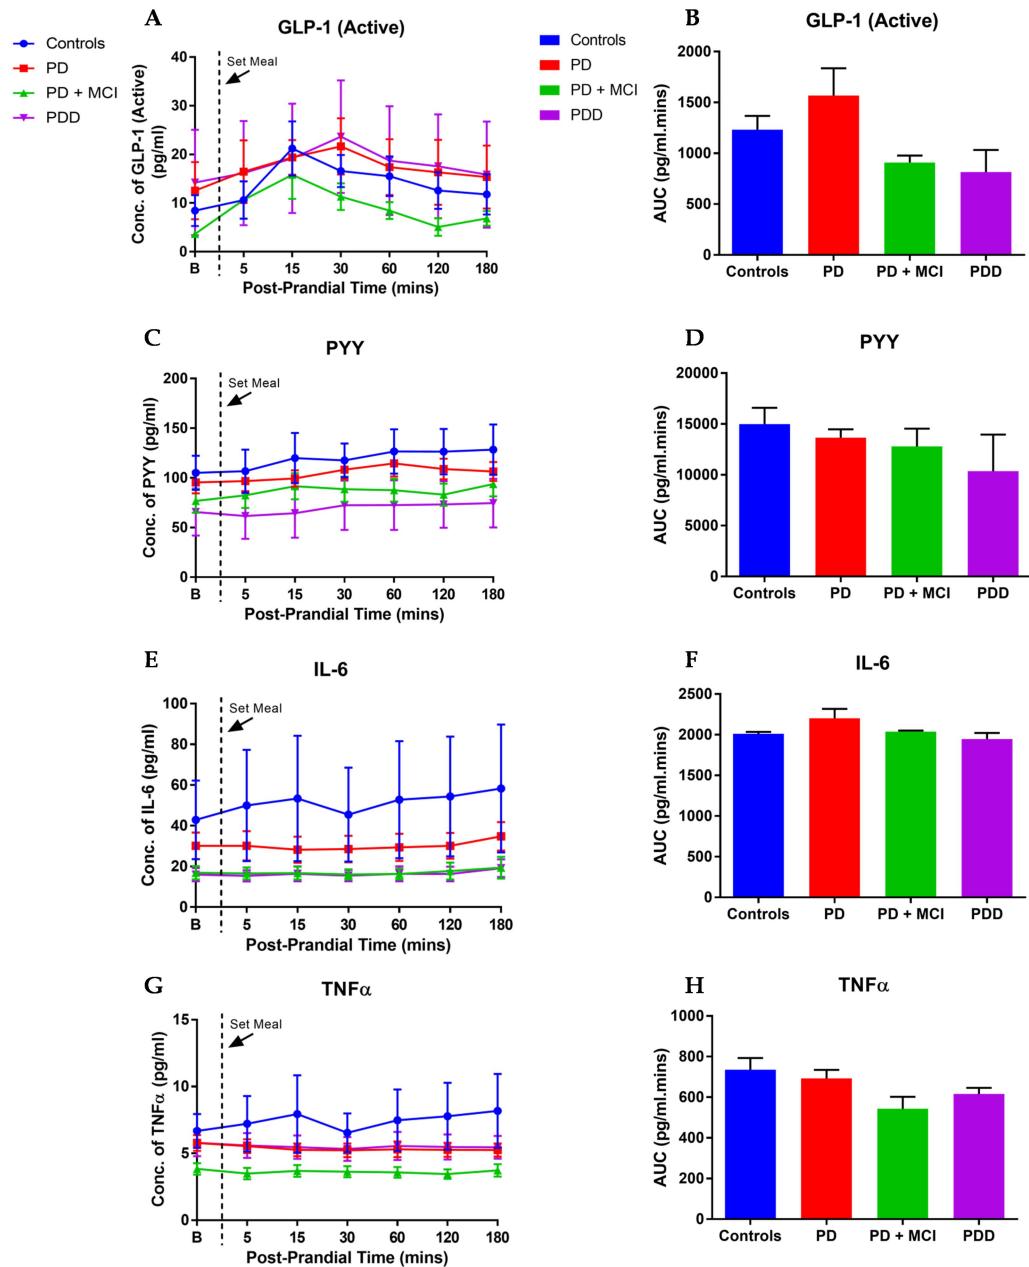 A
GLP-1 (Active)
Controls
PD
PD + MCI
PDD
Set Meal
Conc. of GLP-1 (Active)
(pg/ml)
40
30
20
10
0
B 5 15 30 60 120 180
Post-Prandial Time (mins)
B
GLP-1 (Active)
Controls
PD
PD + MCI
PDD
AUC (pg/ml.mins)
2000
1500
1000
500
0
Controls PD PD + MCI PDD
C
PYY
Set Meal
Conc. of PYY (pg/ml)
200
150
100
50
0
B 5 15 30 60 120 180
Post-Prandial Time (mins)
D
PYY
AUC (pg/ml.mins)
20000
15000
10000
5000
0
Controls PD PD + MCI PDD
E
IL-6
Set Meal
Conc. of IL-6 (pg/ml)
100
80
60
40
20
0
B 5 15 30 60 120 180
Post-Prandial Time (mins)
F
IL-6
AUC (pg/ml.mins)
2500
2000
1500
1000
500
0
Controls PD PD + MCI PDD
G
TNFα
Set Meal
Conc. of TNFα (pg/ml)
15
10
5
0
B 5 15 30 60 120 180
Post-Prandial Time (mins)
H
TNFα
AUC (pg/ml.mins)
1000
800
600
400
200
0
Controls PD PD + MCI PDD